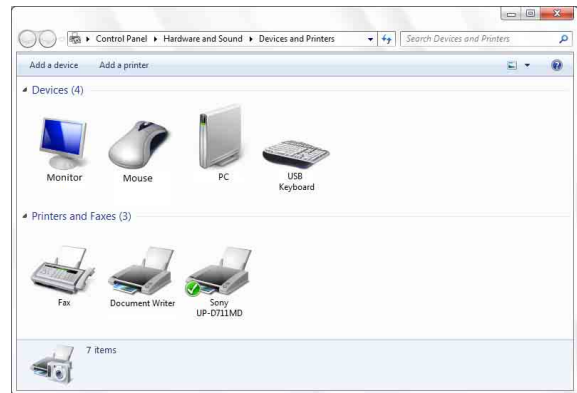 Control Panel ▸ Hardware and Sound ▸ Devices and Printers
Search Devices and Printers
Add a device
Add a printer
Devices (4)
Monitor
Mouse
PC
USB
Keyboard
Printers and Faxes (3)
Fax
Document Writer
Sony
UP-D711MD
7 items